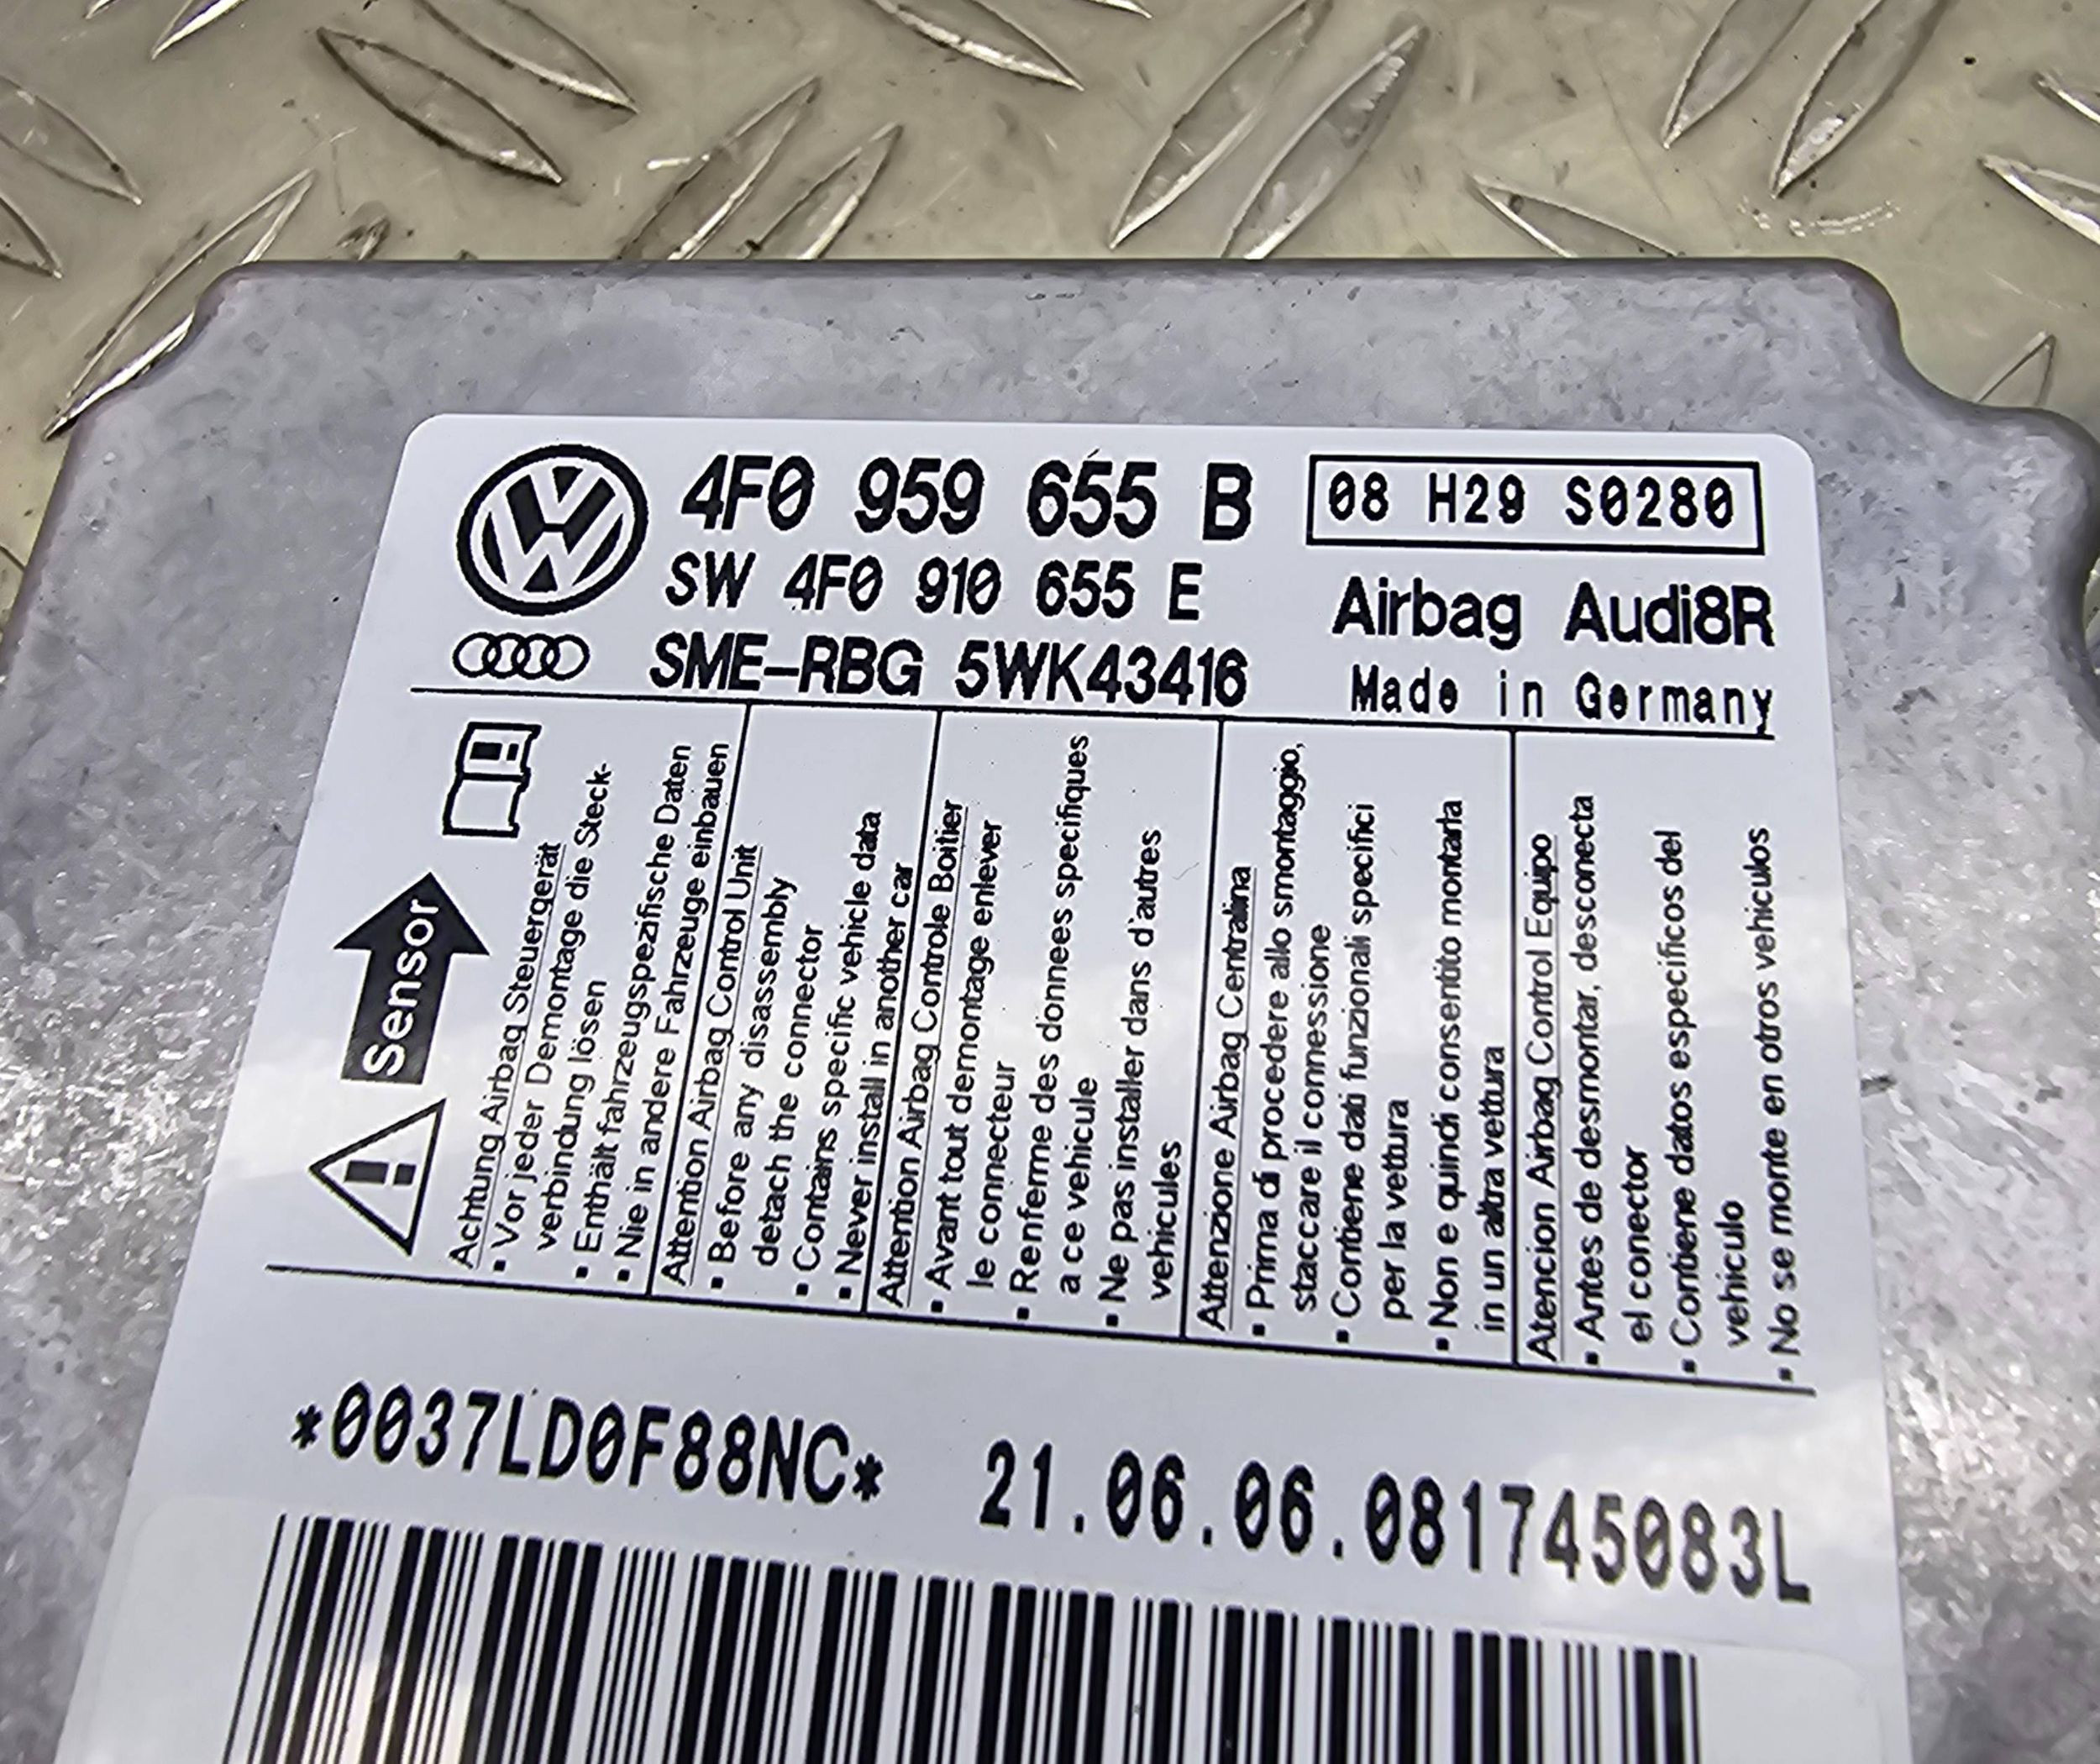 4F0 959 655 B
08 H29 S0280
SW 4F0 910 655 E
Airbag Audi8R
SME-RBG 5WK43416
Made in Germany
Sensor
Achtung Airbag Steuergerät
▪ Vor jeder Demontage die Steck-
verbindung lösen
▪ Enthält fahrzeugspezifische Daten
▪ Nie in andere Fahrzeuge einbauen
Attention Airbag Control Unit
▪ Before any disassembly
detach the connector
▪ Contains specific vehicle data
▪ Never install in another car
Attention Airbag Controle Boitier
▪ Avant tout demontage enlever
le connecteur
▪ Renferme des donnees specifiques
a ce vehicule
▪ Ne pas installer dans d'autres
vehicules
Attenzione Airbag Centralina
▪ Prima di procedere allo smontaggio,
staccare il connessione
▪ Contiene dati funzionali specifici
per la vettura
▪ Non e quindi consentito montarla
in un altra vettura
Atencion Airbag Control Equipo
▪ Antes de desmontar, desconecta
el conector
▪ Contiene datos especificos del
vehiculo
▪ No se monte en otros vehiculos
*0037LD0F88NC*
21.06.06.081745083L